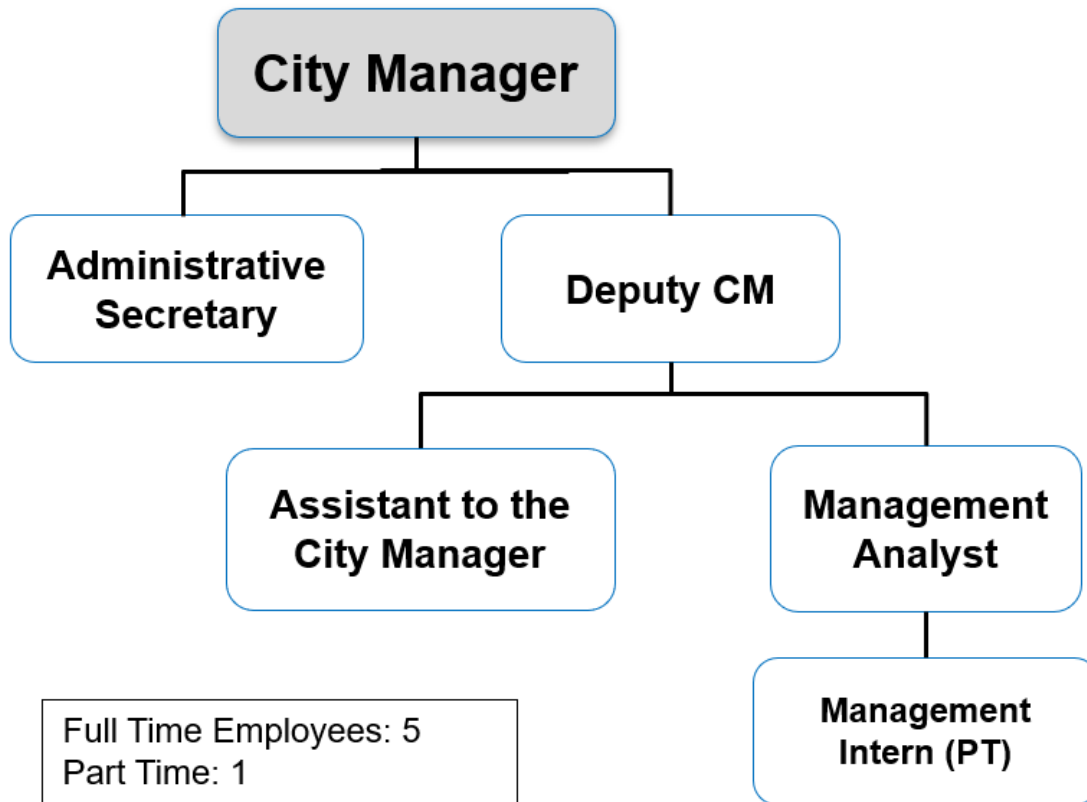 City Manager
Administrative
Secretary
Deputy CM
Assistant to the
City Manager
Management
Analyst
Management
Intern (PT)
Full Time Employees: 5
Part Time: 1